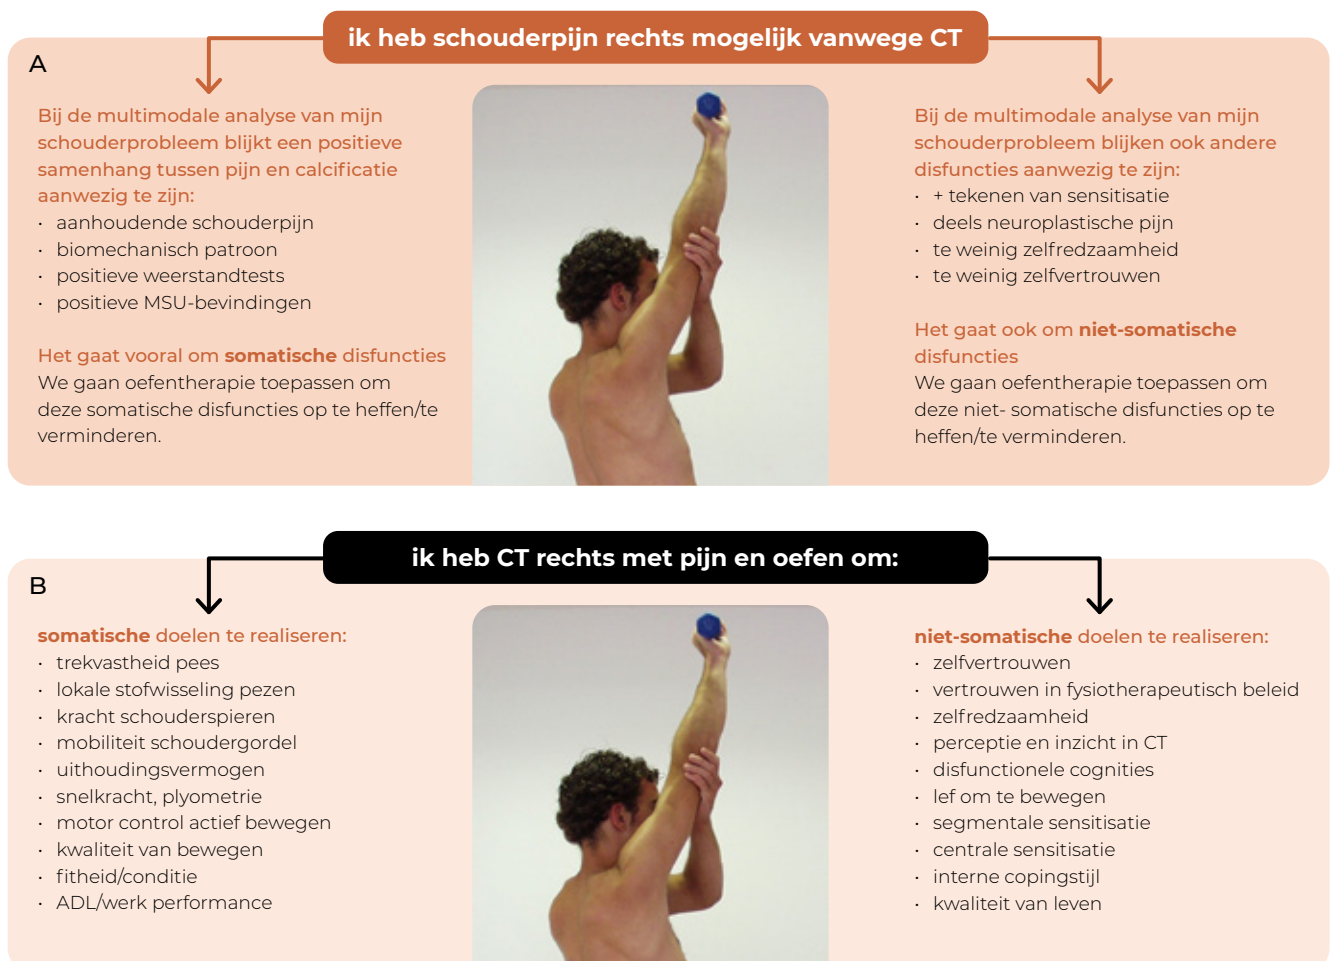 ik heb schouderpijn rechts mogelijk vanwege CT
A
Bij de multimodale analyse van mijn
schouderprobleem blijkt een positieve
samenhang tussen pijn en calcificatie
aanwezig te zijn:
· aanhoudende schouderpijn
· biomechanisch patroon
· positieve weerstandtests
· positieve MSU-bevindingen
Het gaat vooral om somatische disfuncties
We gaan oefentherapie toepassen om
deze somatische disfuncties op te heffen/te
verminderen.
Bij de multimodale analyse van mijn
schouderprobleem blijken ook andere
disfuncties aanwezig te zijn:
· + tekenen van sensitisatie
· deels neuroplastische pijn
· te weinig zelfredzaamheid
· te weinig zelfvertrouwen
Het gaat ook om niet-somatische
disfuncties
We gaan oefentherapie toepassen om
deze niet- somatische disfuncties op te
heffen/te verminderen.
ik heb CT rechts met pijn en oefen om:
B
somatische doelen te realiseren:
· trekvastheid pees
· lokale stofwisseling pezen
· kracht schouderspieren
· mobiliteit schoudergordel
· uithoudingsvermogen
· snelkracht, plyometrie
· motor control actief bewegen
· kwaliteit van bewegen
· fitheid/conditie
· ADL/werk performance
niet-somatische doelen te realiseren:
· zelfvertrouwen
· vertrouwen in fysiotherapeutisch beleid
· zelfredzaamheid
· perceptie en inzicht in CT
· disfunctionele cognities
· lef om te bewegen
· segmentale sensitisatie
· centrale sensitisatie
· interne copingstijl
· kwaliteit van leven